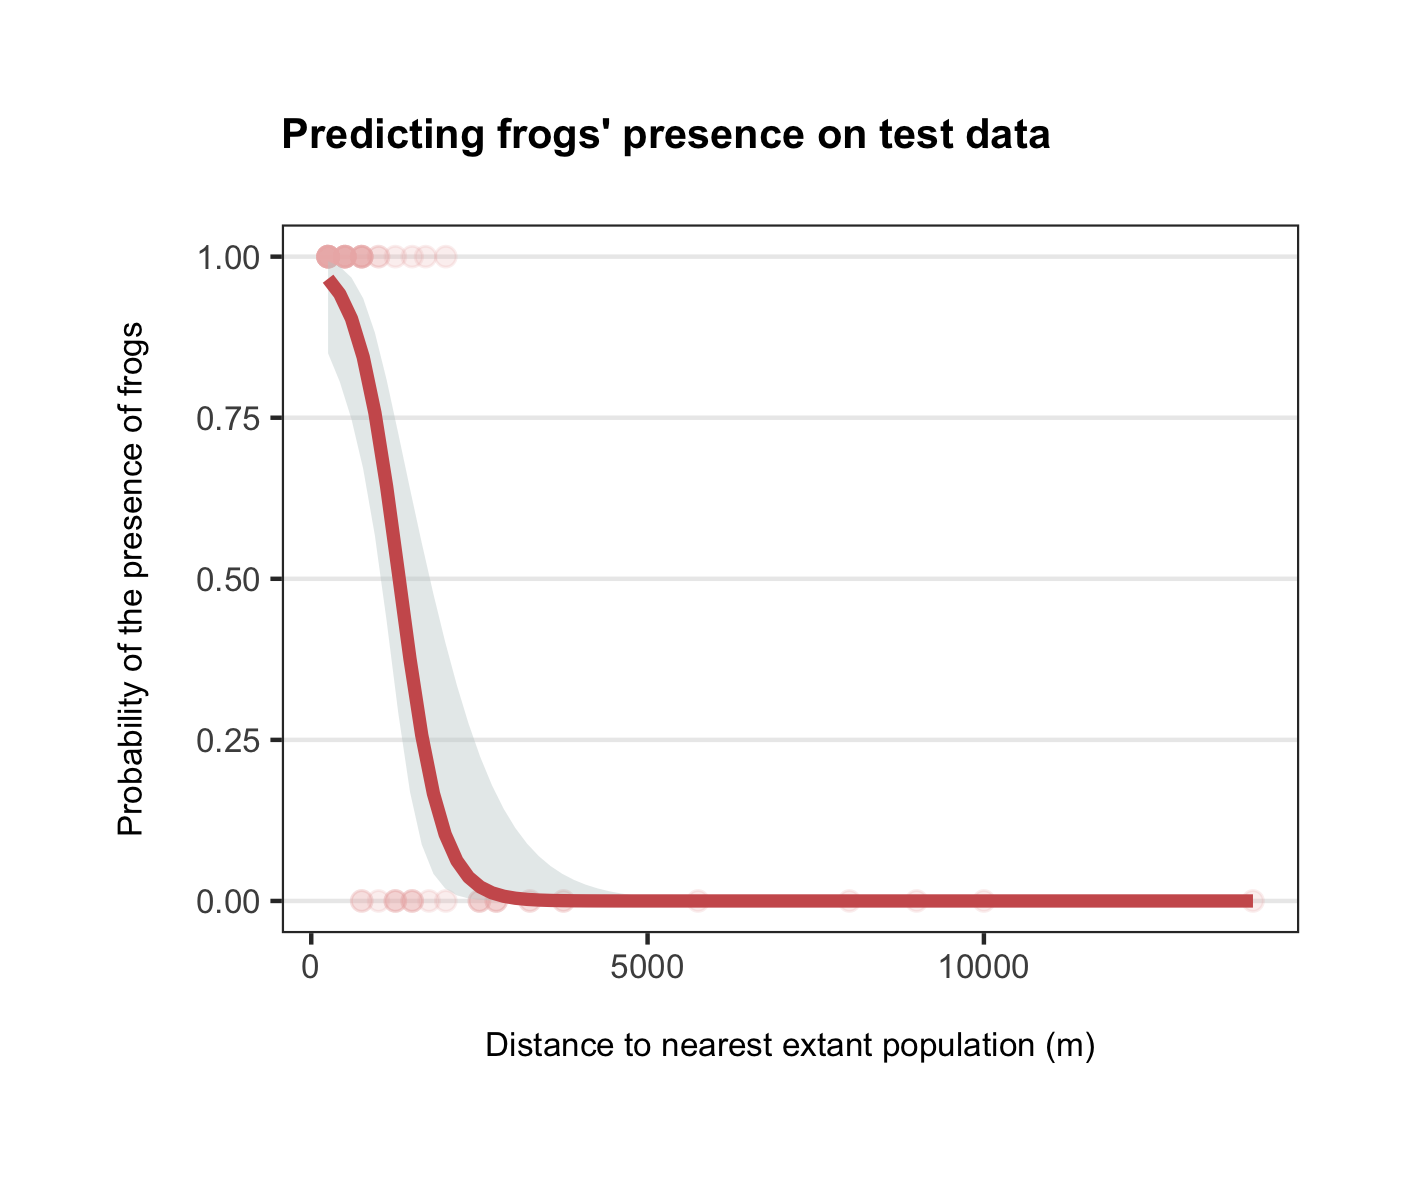 Predicting frogs' presence on test data
Probability of the presence of frogs
1.00
0.75
0.50
0.25
0.00
0
5000
10000
Distance to nearest extant population (m)